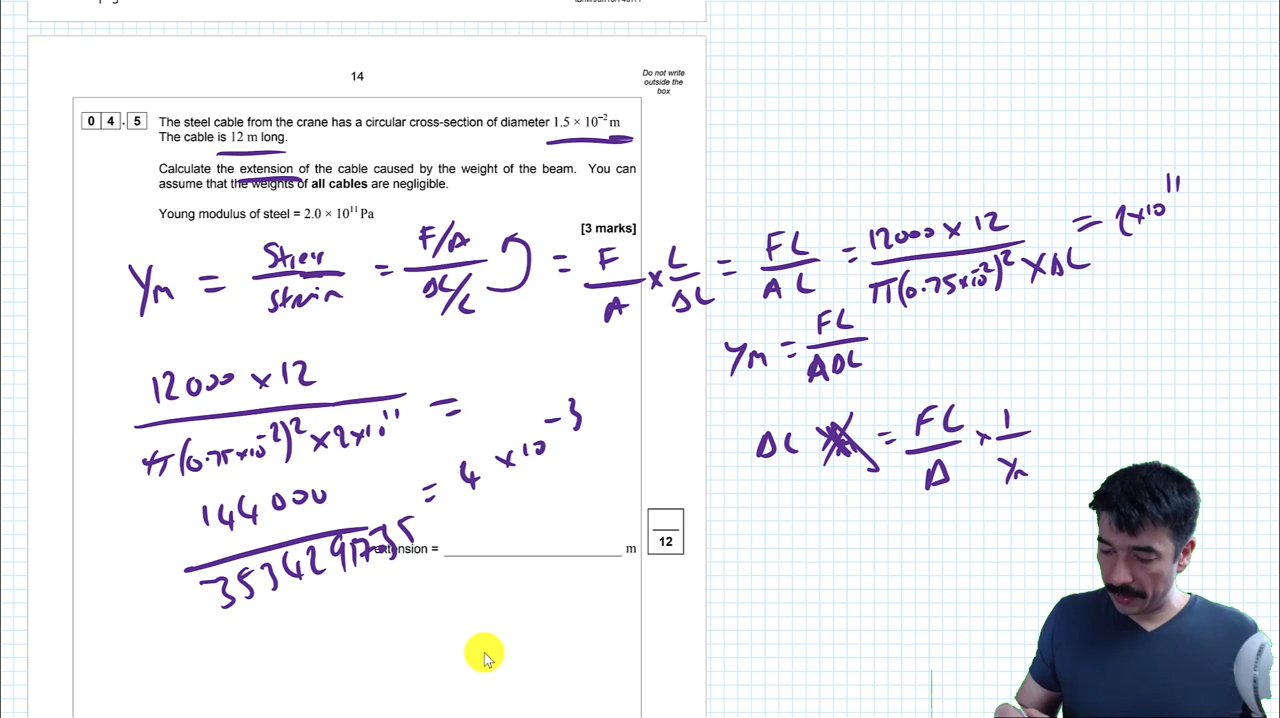 14
Do not write
outside the
box
0 4 . 5 The steel cable from the crane has a circular cross-section of diameter 1.5 × 10⁻² m
The cable is 12 m long.
Calculate the extension of the cable caused by the weight of the beam. You can
assume that the weights of all cables are negligible.
Young modulus of steel = 2.0 × 10¹¹ Pa
[3 marks]
Ym = Stress / Strain = F/A / ΔL/L = F/A × L/ΔL = FL / A L = 12000 × 12 / π(0.75×10⁻²)² × ΔL = 2×10¹¹
Ym = FL / AΔL
12000 × 12 / π(0.75×10⁻²)² × 2×10¹¹ =
ΔL = FL / A × 1 / Ym
144000 / 3534291735 = 4 × 10⁻³
extension = ____ m
12